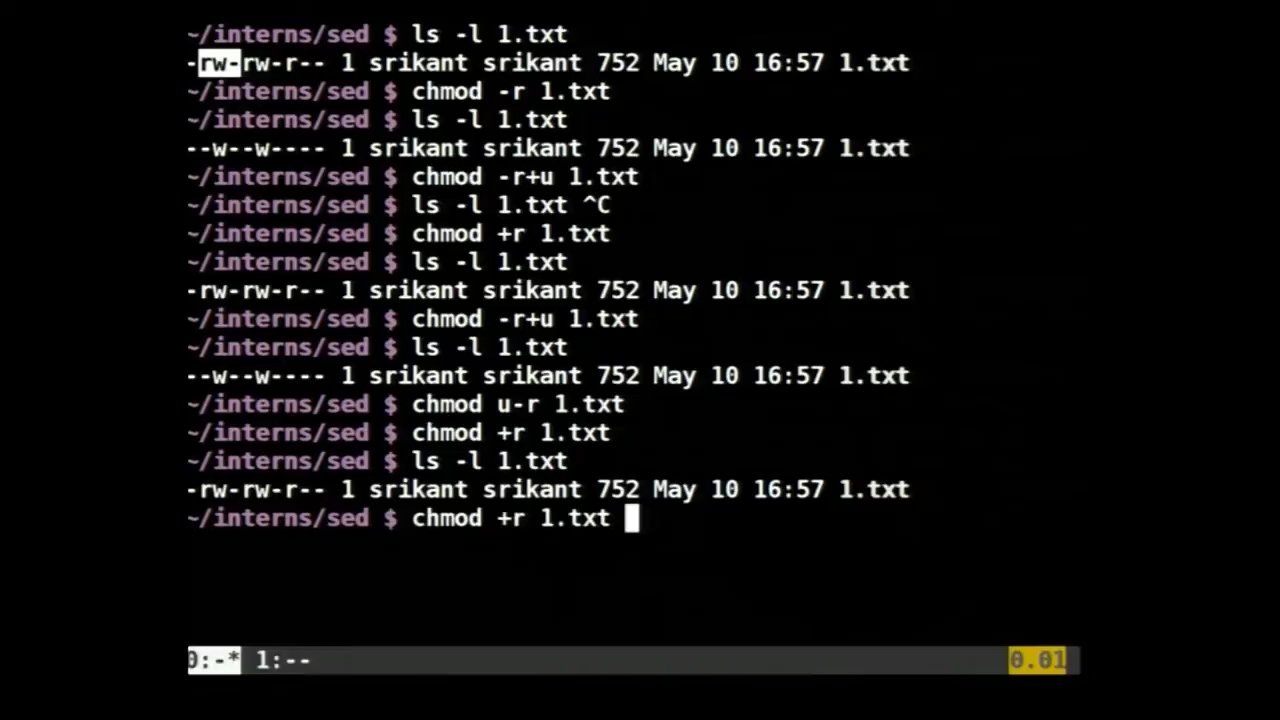 ~/interns/sed $ ls -l 1.txt
-rw-rw-r-- 1 srikant srikant 752 May 10 16:57 1.txt
~/interns/sed $ chmod -r 1.txt
~/interns/sed $ ls -l 1.txt
--w--w---- 1 srikant srikant 752 May 10 16:57 1.txt
~/interns/sed $ chmod -r+u 1.txt
~/interns/sed $ ls -l 1.txt ^C
~/interns/sed $ chmod +r 1.txt
~/interns/sed $ ls -l 1.txt
-rw-rw-r-- 1 srikant srikant 752 May 10 16:57 1.txt
~/interns/sed $ chmod -r+u 1.txt
~/interns/sed $ ls -l 1.txt
--w--w---- 1 srikant srikant 752 May 10 16:57 1.txt
~/interns/sed $ chmod u-r 1.txt
~/interns/sed $ chmod +r 1.txt
~/interns/sed $ ls -l 1.txt
-rw-rw-r-- 1 srikant srikant 752 May 10 16:57 1.txt
~/interns/sed $ chmod +r 1.txt
0:-* 1:-- 0.01